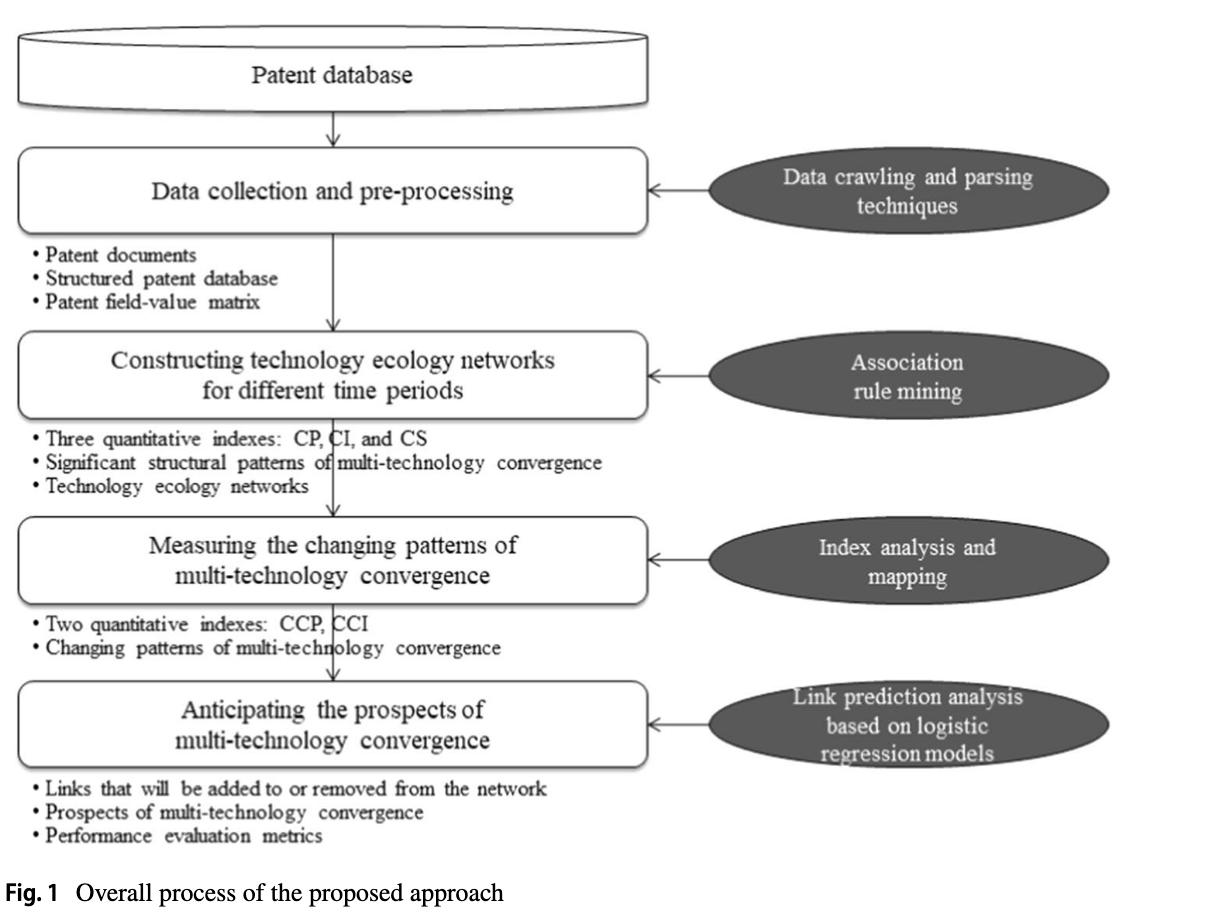 Patent database
Data collection and pre-processing
Data crawling and parsing
techniques
• Patent documents
• Structured patent database
• Patent field-value matrix
Constructing technology ecology networks
for different time periods
Association
rule mining
• Three quantitative indexes: CP, CI, and CS
• Significant structural patterns of multi-technology convergence
• Technology ecology networks
Measuring the changing patterns of
multi-technology convergence
Index analysis and
mapping
• Two quantitative indexes: CCP, CCI
• Changing patterns of multi-technology convergence
Anticipating the prospects of
multi-technology convergence
Link prediction analysis
based on logistic
regression models
• Links that will be added to or removed from the network
• Prospects of multi-technology convergence
• Performance evaluation metrics
Fig. 1 Overall process of the proposed approach